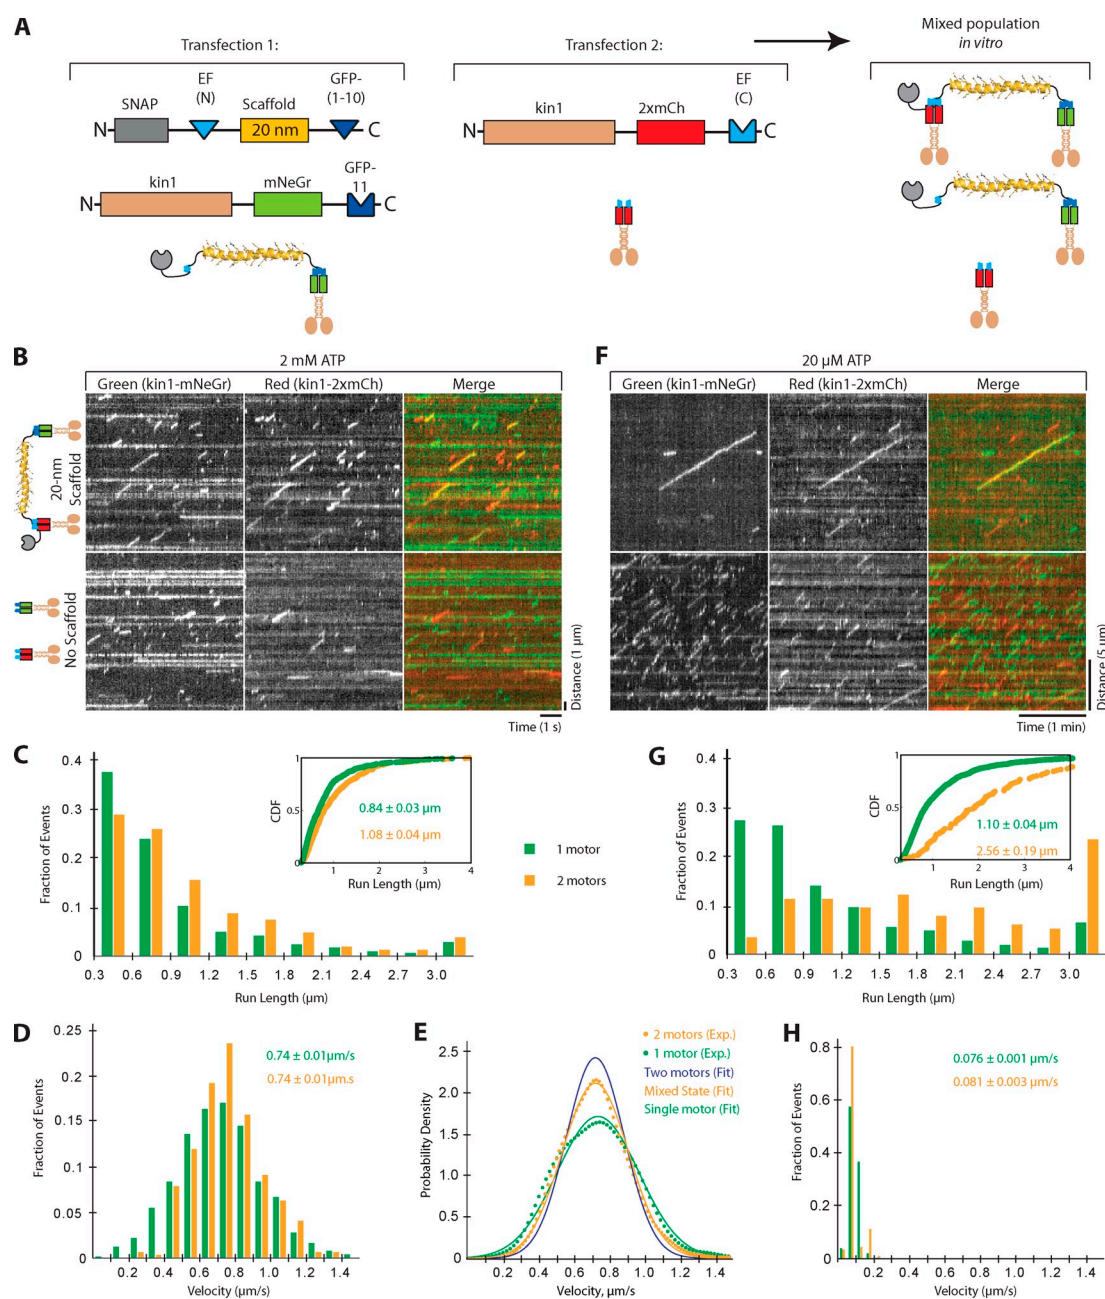 A
Transfection 1:
Transfection 2:
Mixed population
in vitro
EF
(N)
GFP-
(1-10)
SNAP
Scaffold
N
20 nm
C
EF
(C)
kin1
2xmCh
N
C
GFP-
11
kin1
mNeGr
N
C
B
2 mM ATP
Green (kin1-mNeGr)
Red (kin1-2xmCh)
Merge
20-nm
Scaffold
No Scaffold
Distance (1 µm)
Time (1 s)
F
20 µM ATP
Green (kin1-mNeGr)
Red (kin1-2xmCh)
Merge
Distance (5 µm)
Time (1 min)
C
Fraction of Events
0.4
0.3
0.2
0.1
0
0.3 0.6 0.9 1.2 1.5 1.8 2.1 2.7 3.0
Run Length (µm)
CDF
1
0.5
0.84 ± 0.03 µm
1.08 ± 0.04 µm
1 2 3 4
Run Length (µm)
1 motor
2 motors
G
Fraction of Events
0.4
0.3
0.2
0.1
0
0.3 0.6 0.9 1.2 1.5 1.8 2.1 2.7 3.0
Run Length (µm)
CDF
1
0.5
1.10 ± 0.04 µm
2.56 ± 0.19 µm
1 2 3 4
Run Length (µm)
D
Fraction of Events
0.25
0.2
0.15
0.1
0.05
0
0.74 ± 0.01µm/s
0.74 ± 0.01µm.s
0.2 0.4 0.6 0.8 1.0 1.2 1.4
Velocity (µm/s)
E
Probability Density
2.5
2.0
1.5
1.0
0.5
0
2 motors (Exp.)
1 motor (Exp.)
Two motors (Fit)
Mixed State (Fit)
Single motor (Fit)
0.2 0.4 0.6 0.8 1.0 1.2 1.4
Velocity, µm/s
H
Fraction of Events
0.8
0.6
0.4
0.2
0
0.076 ± 0.001 µm/s
0.081 ± 0.003 µm/s
0.2 0.4 0.6 0.8 1.0 1.2 1.4
Velocity (µm/s)